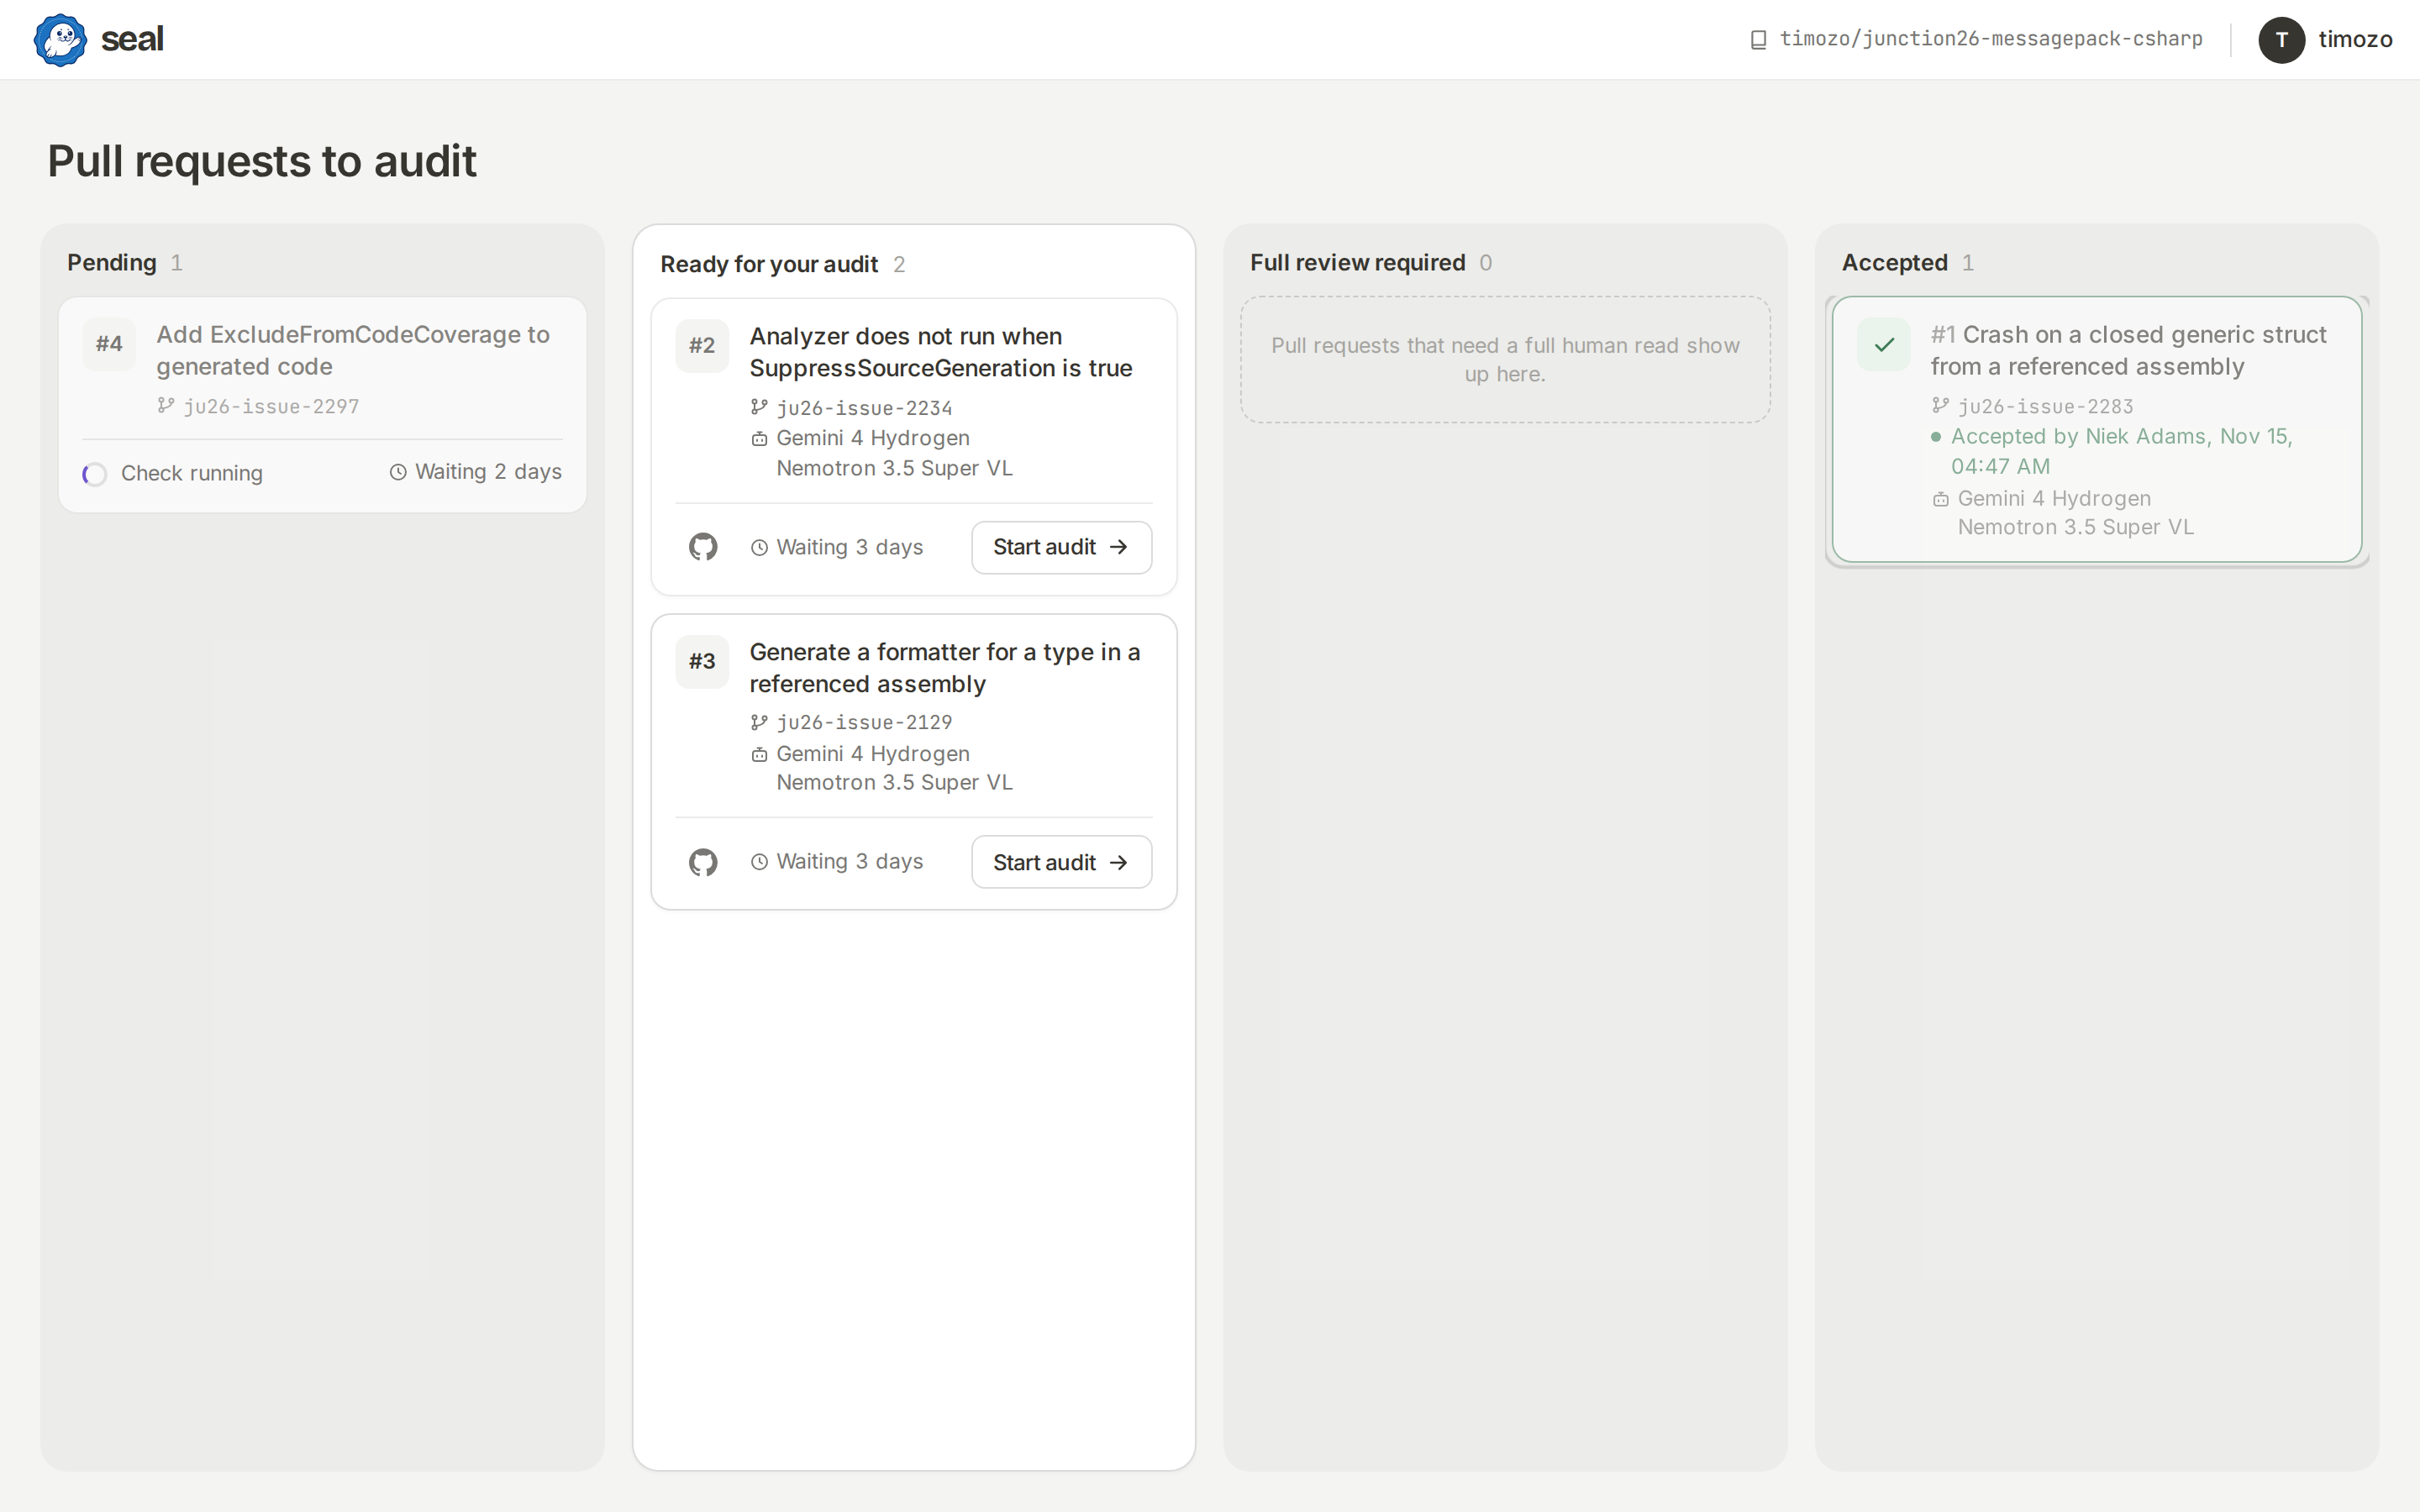 seal
timozo/junction26-messagepack-csharp
T
timozo
Pull requests to audit
Pending 1
#4
Add ExcludeFromCodeCoverage to
generated code
ju26-issue-2297
Check running
Waiting 2 days
Ready for your audit 2
#2
Analyzer does not run when
SuppressSourceGeneration is true
ju26-issue-2234
Gemini 4 Hydrogen
Nemotron 3.5 Super VL
Waiting 3 days
Start audit →
#3
Generate a formatter for a type in a
referenced assembly
ju26-issue-2129
Gemini 4 Hydrogen
Nemotron 3.5 Super VL
Waiting 3 days
Start audit →
Full review required 0
Pull requests that need a full human read show
up here.
Accepted 1
#1 Crash on a closed generic struct
from a referenced assembly
ju26-issue-2283
Accepted by Niek Adams, Nov 15,
04:47 AM
Gemini 4 Hydrogen
Nemotron 3.5 Super VL